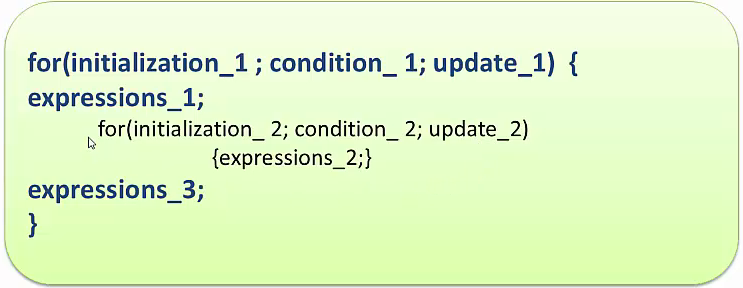 for(initialization_1 ; condition_ 1; update_1) {
expressions_1;
for(initialization_ 2; condition_ 2; update_2)
{expressions_2;}
expressions_3;
}